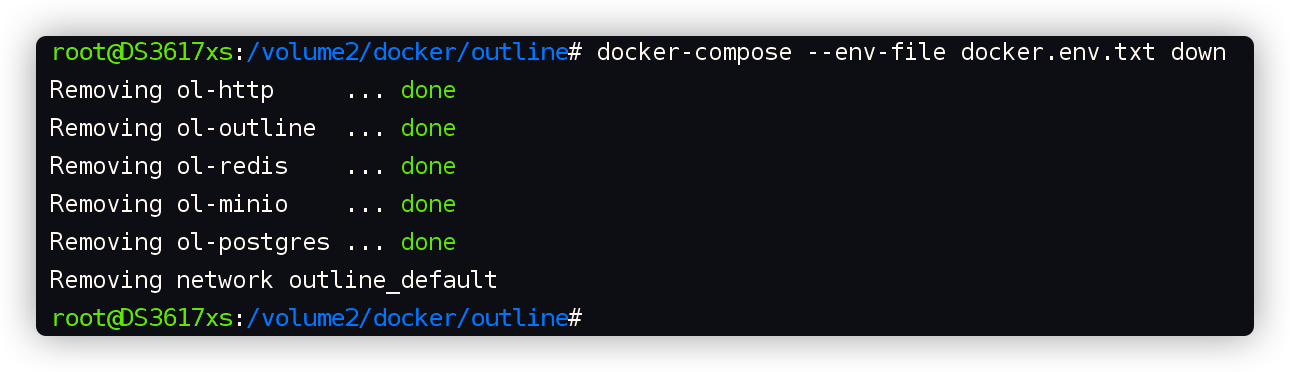 root@DS3617xs:/volume2/docker/outline# docker-compose --env-file docker.env.txt down
Removing ol-http     ... done
Removing ol-outline  ... done
Removing ol-redis    ... done
Removing ol-minio    ... done
Removing ol-postgres ... done
Removing network outline_default
root@DS3617xs:/volume2/docker/outline#